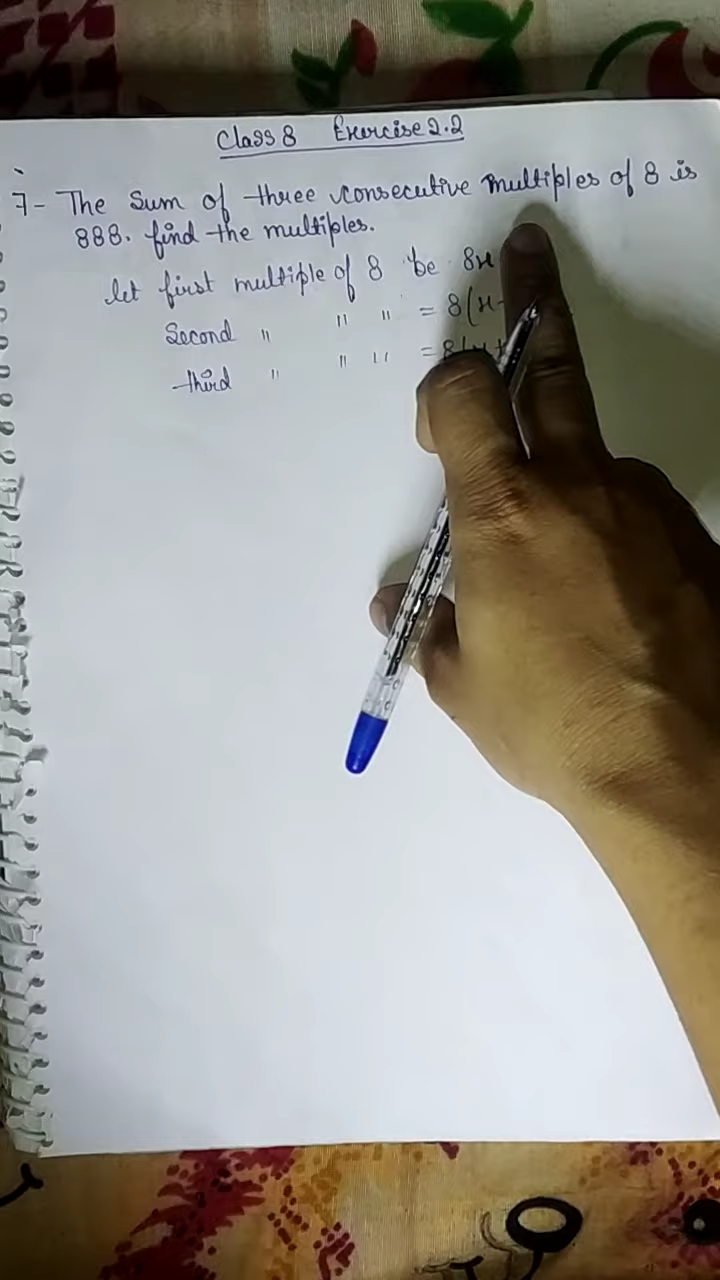 Class 8 Exercise 2.2
7- The Sum of three consecutive multiples of 8 is
888. find the multiples.
let first multiple of 8 be 8x
Second " " " = 8(x
third " " " = 8(x+